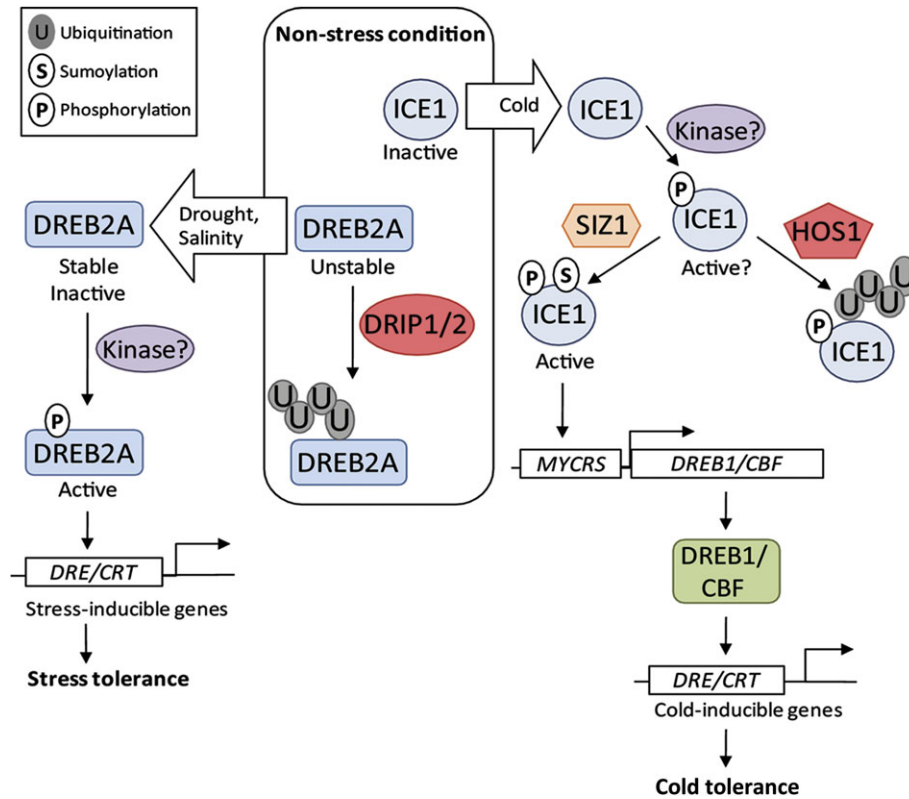 U Ubiquitination
S Sumoylation
P Phosphorylation
Non-stress condition
ICE1
Inactive
Cold
ICE1
Kinase?
P
ICE1
Active?
SIZ1
HOS1
P S
ICE1
Active
U U U U
P
ICE1
DREB2A
Stable
Inactive
Drought,
Salinity
DREB2A
Unstable
DRIP1/2
U U U U
DREB2A
Kinase?
P
DREB2A
Active
DRE/CRT
Stress-inducible genes
Stress tolerance
MYCRS
DREB1/CBF
DREB1/
CBF
DRE/CRT
Cold-inducible genes
Cold tolerance